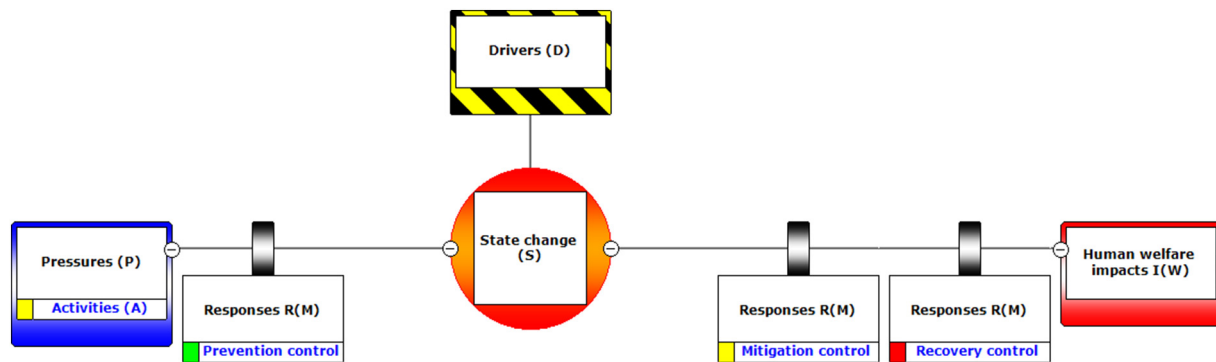 Drivers (D)
State change
(S)
Pressures (P)
Activities (A)
Responses R(M)
Prevention control
Responses R(M)
Mitigation control
Responses R(M)
Recovery control
Human welfare
impacts I(W)